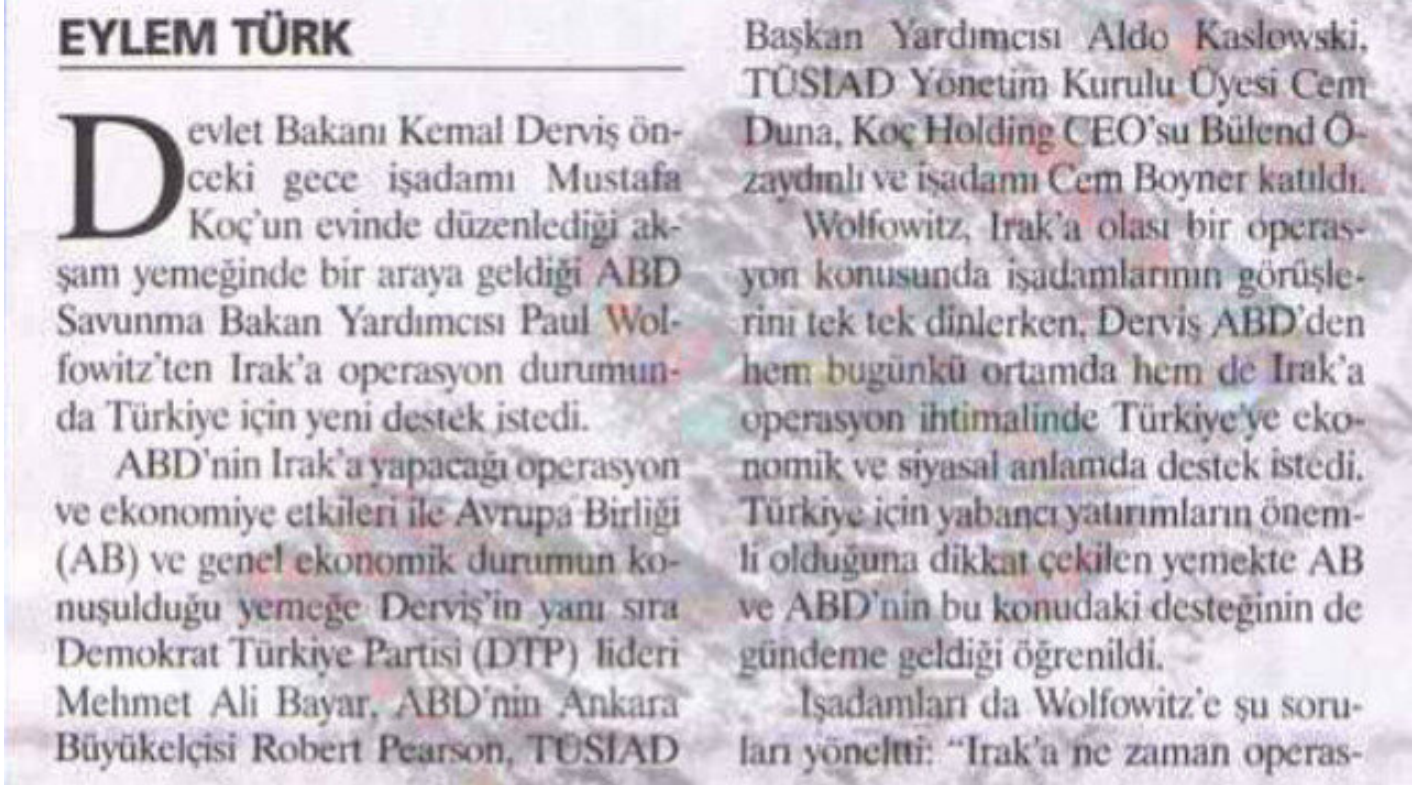 EYLEM TÜRK
Devlet Bakanı Kemal Derviş ön-
ceki gece işadamı Mustafa
Koç'un evinde düzenlediği ak-
şam yemeğinde bir araya geldiği ABD
Savunma Bakan Yardımcısı Paul Wol-
fowitz'ten Irak'a operasyon durumun-
da Türkiye için yeni destek istedi.
ABD'nin Irak'a yapacağı operasyon
ve ekonomiye etkileri ile Avrupa Birliği
(AB) ve genel ekonomik durumun ko-
nuşulduğu yemeğe Derviş'in yanı sıra
Demokrat Türkiye Partisi (DTP) lideri
Mehmet Ali Bayar, ABD'nin Ankara
Büyükelçisi Robert Pearson, TÜSİAD
Başkan Yardımcısı Aldo Kaslowski,
TÜSİAD Yönetim Kurulu Üyesi Cem
Duna, Koç Holding CEO'su Bülend Ö-
zaydınlı ve işadamı Cem Boyner katıldı.
Wolfowitz, Irak'a olası bir operas-
yon konusunda işadamlarının görüşle-
rini tek tek dinlerken, Derviş ABD'den
hem bugünkü ortamda hem de Irak'a
operasyon ihtimalinde Türkiye'ye eko-
nomik ve siyasal anlamda destek istedi.
Türkiye için yabancı yatırımların önem-
li olduğuna dikkat çekilen yemekte AB
ve ABD'nin bu konudaki desteğinin de
gündeme geldiği öğrenildi.
İşadamları da Wolfowitz'e şu soru-
ları yöneltti: "Irak'a ne zaman operas-